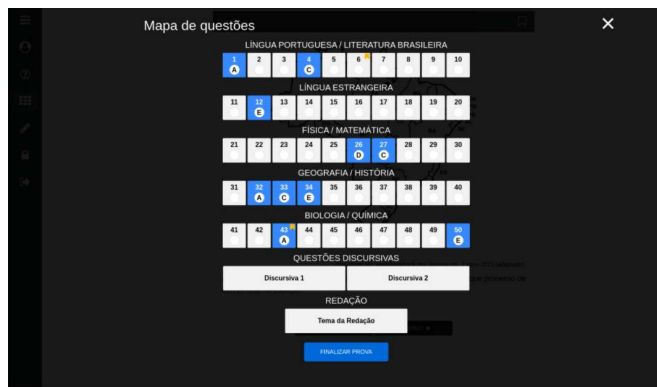 Mapa de questões
×
LÍNGUA PORTUGUESA / LITERATURA BRASILEIRA
1 2 3 4 5 6 7 8 9 10
A C
LÍNGUA ESTRANGEIRA
11 12 13 14 15 16 17 18 19 20
E
FÍSICA / MATEMÁTICA
21 22 23 24 25 26 27 28 29 30
D C
GEOGRAFIA / HISTÓRIA
31 32 33 34 35 36 37 38 39 40
A C E
BIOLOGIA / QUÍMICA
41 42 43 44 45 46 47 48 49 50
A E
QUESTÕES DISCURSIVAS
Discursiva 1 Discursiva 2
REDAÇÃO
Tema da Redação
FINALIZAR PROVA